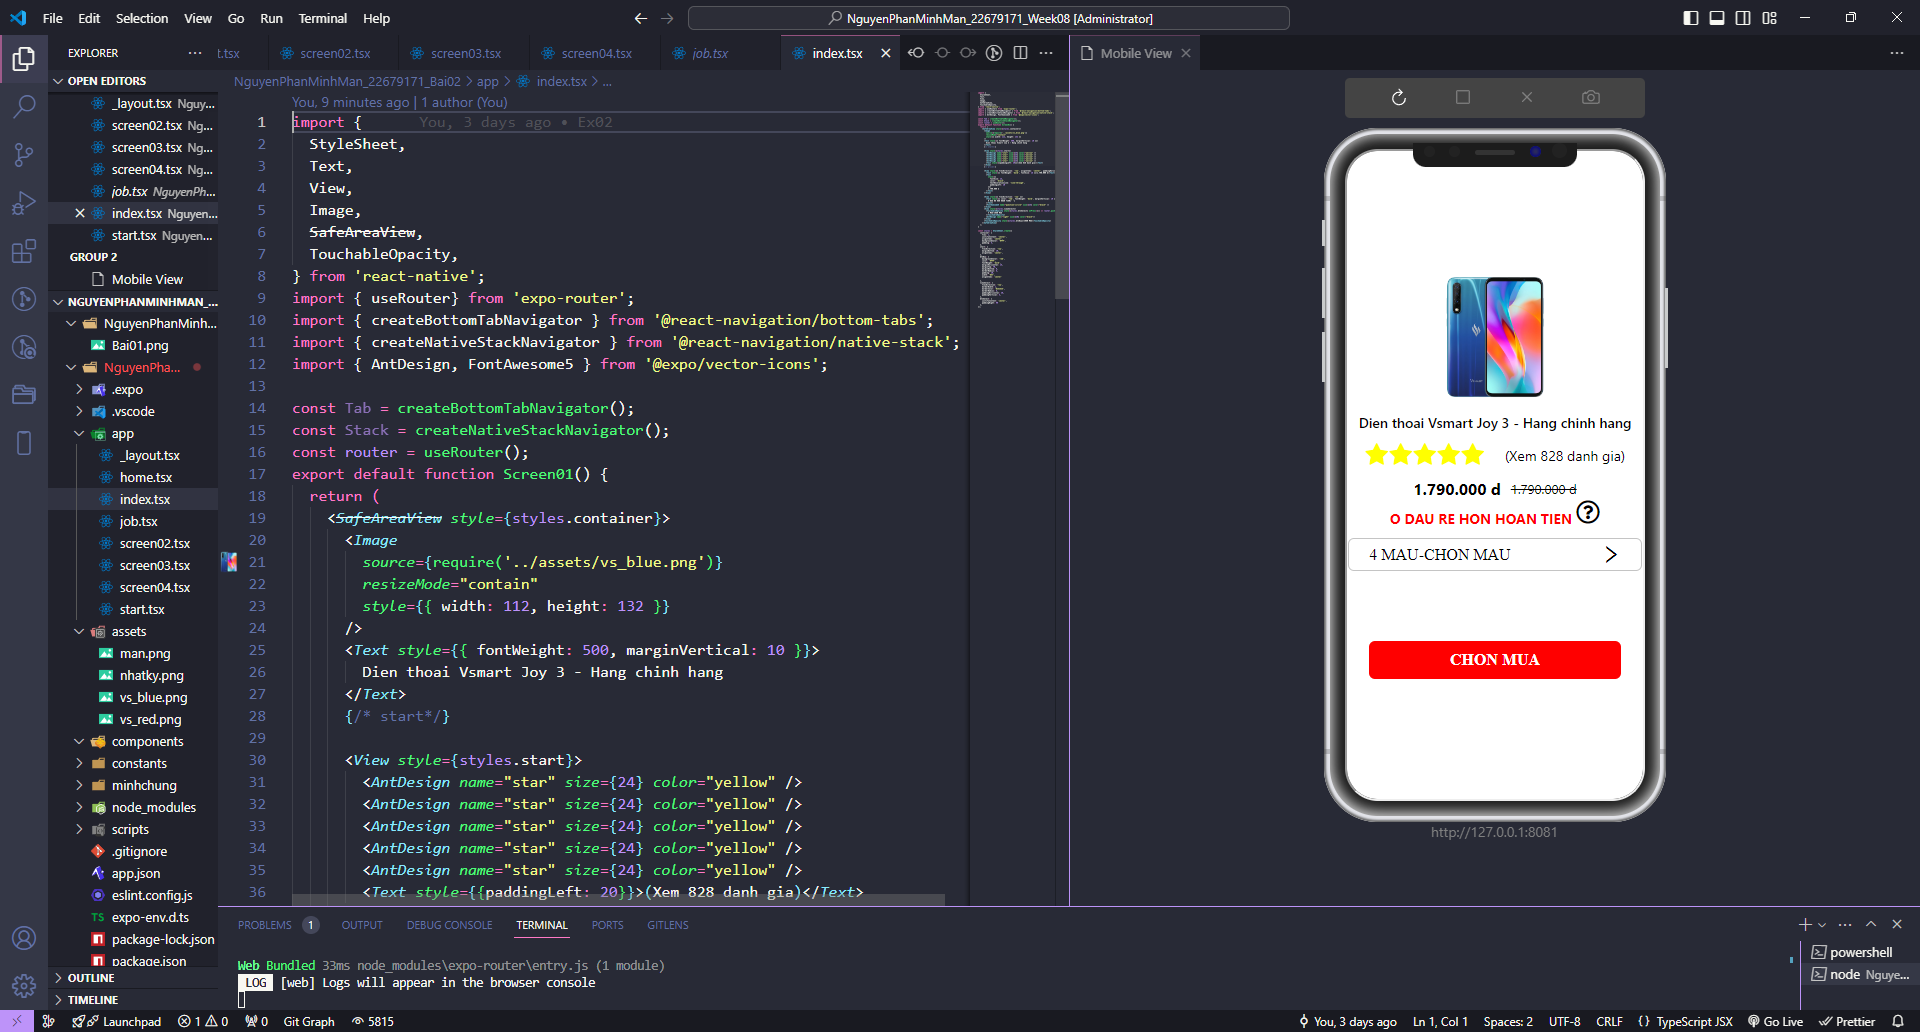 File Edit Selection View Go Run Terminal Help
NguyenPhanMinhMan_22679171_Week08 [Administrator]
EXPLORER
t.tsx screen02.tsx screen03.tsx screen04.tsx job.tsx index.tsx
Mobile View
OPEN EDITORS
_layout.tsx Nguy...
screen02.tsx Ng...
screen03.tsx Ng...
screen04.tsx Ng...
job.tsx NguyenPh...
index.tsx Nguyen...
start.tsx Nguyen...
GROUP 2
Mobile View
NGUYENPHANMINHMAN_...
NguyenPhanMinh...
Bai01.png
NguyenPha...
.expo
.vscode
app
_layout.tsx
home.tsx
index.tsx
job.tsx
screen02.tsx
screen03.tsx
screen04.tsx
start.tsx
assets
man.png
nhatky.png
vs_blue.png
vs_red.png
components
constants
minhchung
node_modules
scripts
.gitignore
app.json
eslint.config.js
expo-env.d.ts
package-lock.json
package.json
OUTLINE
TIMELINE
NguyenPhanMinhMan_22679171_Bai02 > app > index.tsx > ...
You, 9 minutes ago | 1 author (You)
1 import { You, 3 days ago • Ex02
2 StyleSheet,
3 Text,
4 View,
5 Image,
6 SafeAreaView,
7 TouchableOpacity,
8 } from 'react-native';
9 import { useRouter} from 'expo-router';
10 import { createBottomTabNavigator } from '@react-navigation/bottom-tabs';
11 import { createNativeStackNavigator } from '@react-navigation/native-stack';
12 import { AntDesign, FontAwesome5 } from '@expo/vector-icons';
13
14 const Tab = createBottomTabNavigator();
15 const Stack = createNativeStackNavigator();
16 const router = useRouter();
17 export default function Screen01() {
18 return (
19 <SafeAreaView style={styles.container}>
20 <Image
21 source={require('../assets/vs_blue.png')}
22 resizeMode="contain"
23 style={{ width: 112, height: 132 }}
24 />
25 <Text style={{ fontWeight: 500, marginVertical: 10 }}>
26 Dien thoai Vsmart Joy 3 - Hang chinh hang
27 </Text>
28 {/* start*/}
29
30 <View style={styles.start}>
31 <AntDesign name="star" size={24} color="yellow" />
32 <AntDesign name="star" size={24} color="yellow" />
33 <AntDesign name="star" size={24} color="yellow" />
34 <AntDesign name="star" size={24} color="yellow" />
35 <AntDesign name="star" size={24} color="yellow" />
36 <Text style={{paddingLeft: 20}}>(Xem 828 danh gia)</Text>
Dien thoai Vsmart Joy 3 - Hang chinh hang
(Xem 828 danh gia)
1.790.000 d 1.790.000 d
O DAU RE HON HOAN TIEN ?
4 MAU-CHON MAU
CHON MUA
http://127.0.0.1:8081
PROBLEMS 1 OUTPUT DEBUG CONSOLE TERMINAL PORTS GITLENS
Web Bundled 33ms node_modules\expo-router\entry.js (1 module)
LOG [web] Logs will appear in the browser console
powershell
node Nguye...
Launchpad 1 0 0 Git Graph 5815
You, 3 days ago Ln 1, Col 1 Spaces: 2 UTF-8 CRLF {} TypeScript JSX Go Live Prettier